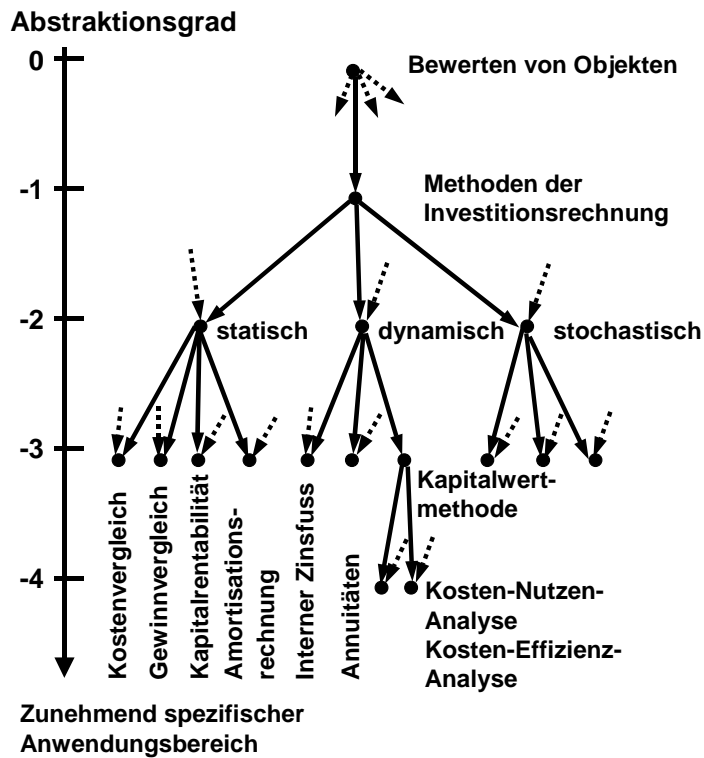 Abstraktionsgrad
0
Bewerten von Objekten
-1
Methoden der
Investitionsrechnung
-2
statisch
dynamisch
stochastisch
-3
Kostenvergleich
Gewinnvergleich
Kapitalrentabilität
Amortisations-
rechnung
Interner Zinsfuss
Annuitäten
Kapitalwert-
methode
-4
Kosten-Nutzen-
Analyse
Kosten-Effizienz-
Analyse
Zunehmend spezifischer
Anwendungsbereich